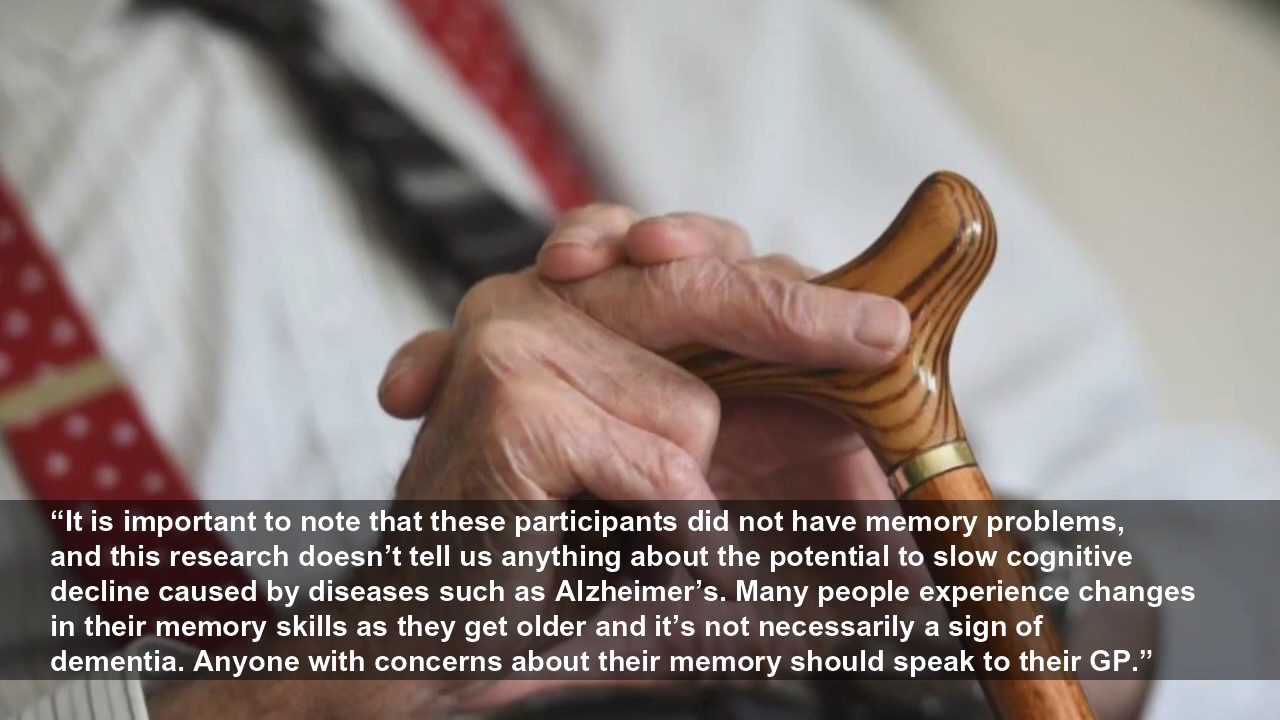 “It is important to note that these participants did not have memory problems,
and this research doesn’t tell us anything about the potential to slow cognitive
decline caused by diseases such as Alzheimer’s. Many people experience changes
in their memory skills as they get older and it’s not necessarily a sign of
dementia. Anyone with concerns about their memory should speak to their GP.”